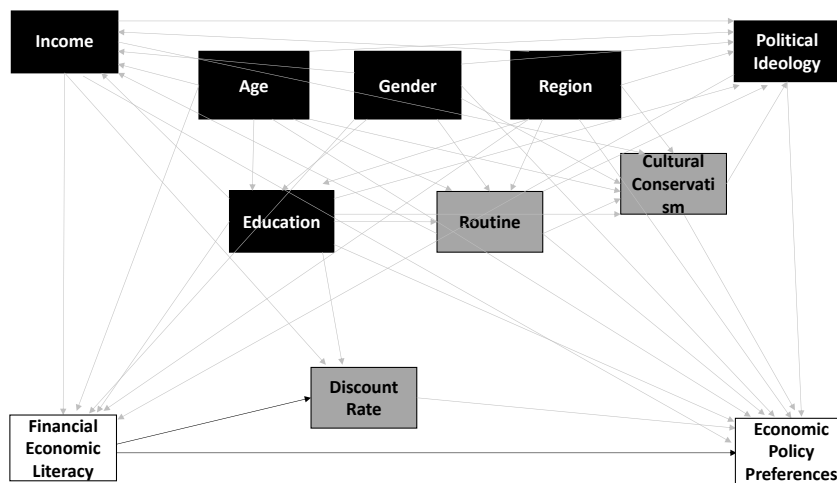 Income
Political
Ideology
Age
Gender
Region
Cultural
Conservati
sm
Education
Routine
Discount
Rate
Financial
Economic
Literacy
Economic
Policy
Preferences